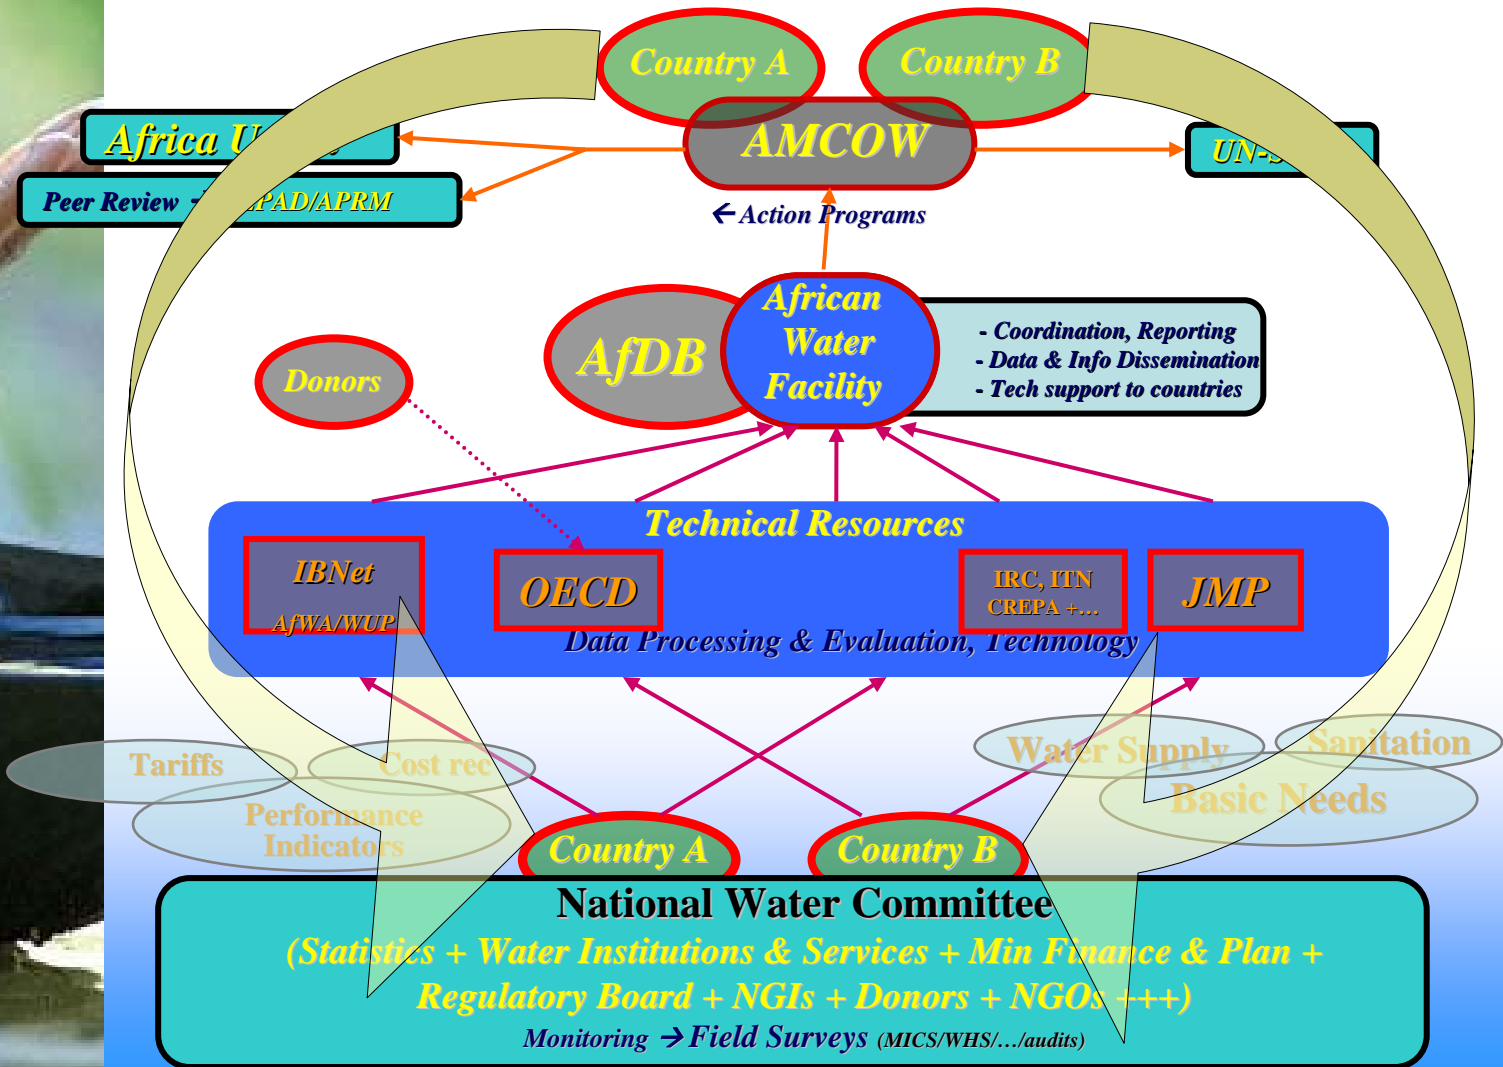 Country A
Country B
Africa U
AMCOW
UN-S
Peer Review → PAD/APRM
← Action Programs
African
Water
Facility
AfDB
- Coordination, Reporting
- Data & Info Dissemination
- Tech support to countries
Donors
Technical Resources
IBNet
AfWA/WUP
OECD
IRC, ITN
CREPA +…
JMP
Data Processing & Evaluation, Technology
Tariffs
Cost rec
Performance
Indicators
Water Supply
Sanitation
Basic Needs
Country A
Country B
National Water Committee
(Statistics + Water Institutions & Services + Min Finance & Plan +
Regulatory Board + NGIs + Donors + NGOs +++)
Monitoring → Field Surveys (MICS/WHS/…/audits)